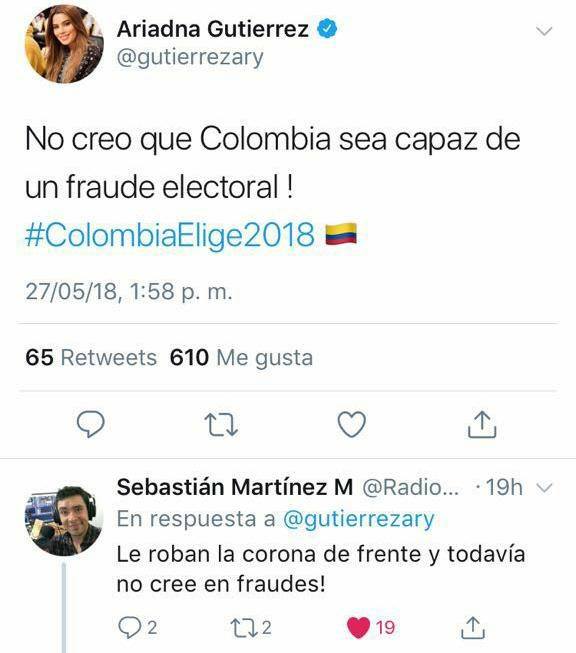 Ariadna Gutierrez
@gutierrezary
No creo que Colombia sea capaz de
un fraude electoral !
#ColombiaElige2018 🇨🇴
27/05/18, 1:58 p. m.
65 Retweets 610 Me gusta
Sebastián Martínez M @Radio... · 19h
En respuesta a @gutierrezary
Le roban la corona de frente y todavía
no cree en fraudes!
2 2 19